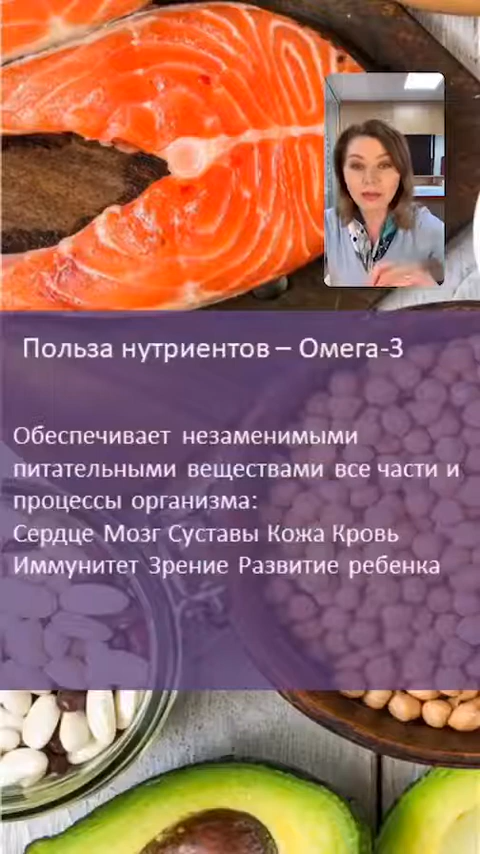 Польза нутриентов – Омега-3
Обеспечивает незаменимыми
питательными веществами все части и
процессы организма:
Сердце Мозг Суставы Кожа Кровь
Иммунитет Зрение Развитие ребенка